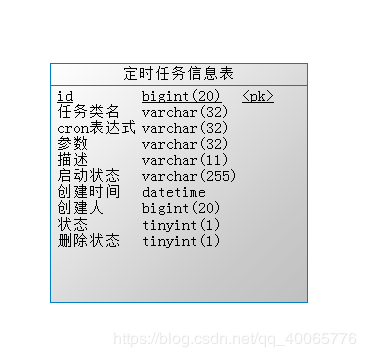 定时任务信息表
id bigint(20) <pk>
任务类名 varchar(32)
cron表达式 varchar(32)
参数 varchar(32)
描述 varchar(11)
启动状态 varchar(255)
创建时间 datetime
创建人 bigint(20)
状态 tinyint(1)
删除状态 tinyint(1)
https://blog.csdn.net/qq_40065776